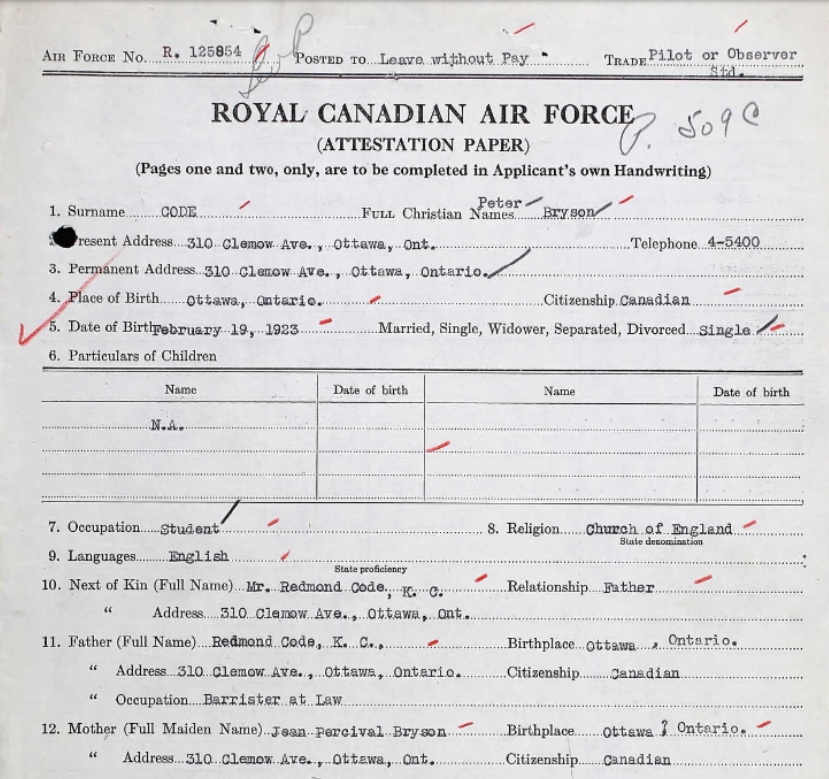 AIR FORCE NO. R. 125854 POSTED TO Leave without Pay TRADE Pilot or Observer
Std.
ROYAL CANADIAN AIR FORCE
(ATTESTATION PAPER) P. 509C
(Pages one and two, only, are to be completed in Applicant's own Handwriting)
1. Surname CODE FULL Christian Names Peter Bryson
Present Address 310 Clemow Ave., Ottawa, Ont. Telephone 4-5400
3. Permanent Address 310 Clemow Ave., Ottawa, Ontario.
4. Place of Birth Ottawa, Ontario. Citizenship Canadian
5. Date of Birth February 19, 1923 Married, Single, Widower, Separated, Divorced Single
6. Particulars of Children
Name Date of birth Name Date of birth
N.A.
7. Occupation Student 8. Religion Church of England
State denomination
9. Languages English
State proficiency
10. Next of Kin (Full Name) Mr. Redmond Code, K. C. Relationship Father
" Address 310 Clemow Ave., Ottawa, Ont.
11. Father (Full Name) Redmond Code, K. C., Birthplace Ottawa, Ontario.
" Address 310 Clemow Ave., Ottawa, Ontario. Citizenship Canadian
" Occupation Barrister at Law
12. Mother (Full Maiden Name) Jean Percival Bryson Birthplace Ottawa, Ontario.
" Address 310 Clemow Ave., Ottawa, Ont. Citizenship Canadian